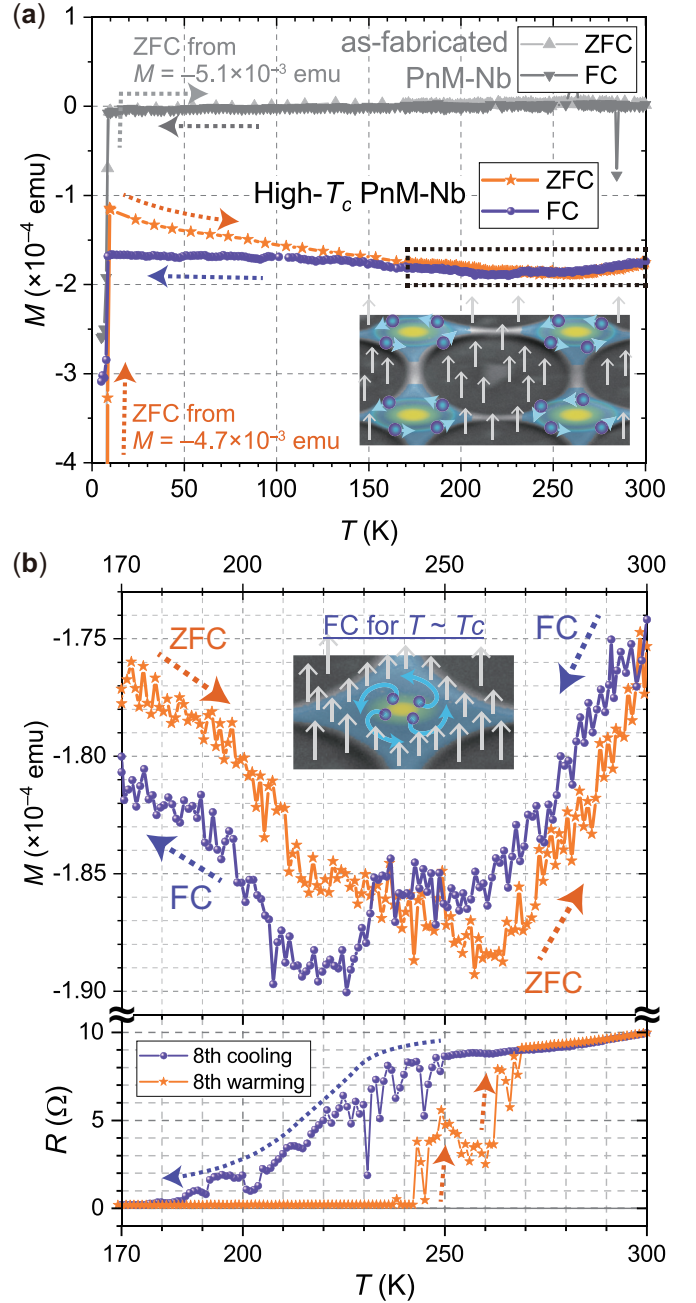 (a)
ZFC from
M = −5.1×10⁻³ emu
as-fabricated
PnM-Nb
ZFC
FC
0
-1
-2
-3
-4
M (×10⁻⁴ emu)
High-Tc PnM-Nb
ZFC
FC
ZFC from
M = −4.7×10⁻³ emu
0 50 100 150 200 250 300
T (K)
(b)
170 200 250 300
-1.75
-1.80
-1.85
-1.90
M (×10⁻⁴ emu)
ZFC
FC for T ~ Tc
FC
FC
ZFC
10
5
0
R (Ω)
8th cooling
8th warming
170 200 250 300
T (K)